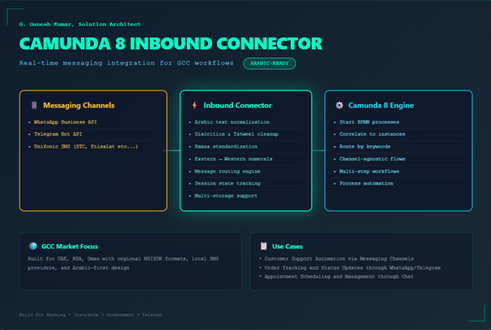 G. Ganesh Kumar, Solution Architect
CAMUNDA 8 INBOUND CONNECTOR
Real-time messaging integration for GCC workflows
ARABIC-READY
Messaging Channels
• WhatsApp Business API
• Telegram Bot API
• Unifonic SMS (STC, Etisalat etc...)
Inbound Connector
• Arabic text normalization
• Diacritics & Tatweel cleanup
• Hamza standardization
• Eastern → Western numerals
• Message routing engine
• Session state tracking
• Multi-storage support
Camunda 8 Engine
• Start BPMN processes
• Correlate to instances
• Route by keywords
• Channel-agnostic flows
• Multi-step workflows
• Process automation
GCC Market Focus
Built for UAE, KSA, Oman with regional MSISDN formats, local SMS
providers, and Arabic-first design
Use Cases
• Customer Support Automation via Messaging Channels
• Order Tracking and Status Updates through WhatsApp/Telegram
• Appointment Scheduling and Management through Chat
Built for Banking • Insurance • Government • Telecom